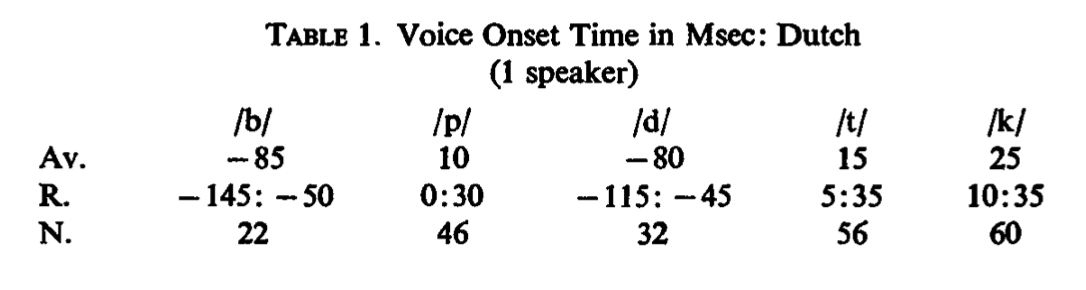 TABLE 1. Voice Onset Time in Msec: Dutch
(1 speaker)
/b/ /p/ /d/ /t/ /k/
Av. −85 10 −80 15 25
R. −145: −50 0:30 −115: −45 5:35 10:35
N. 22 46 32 56 60